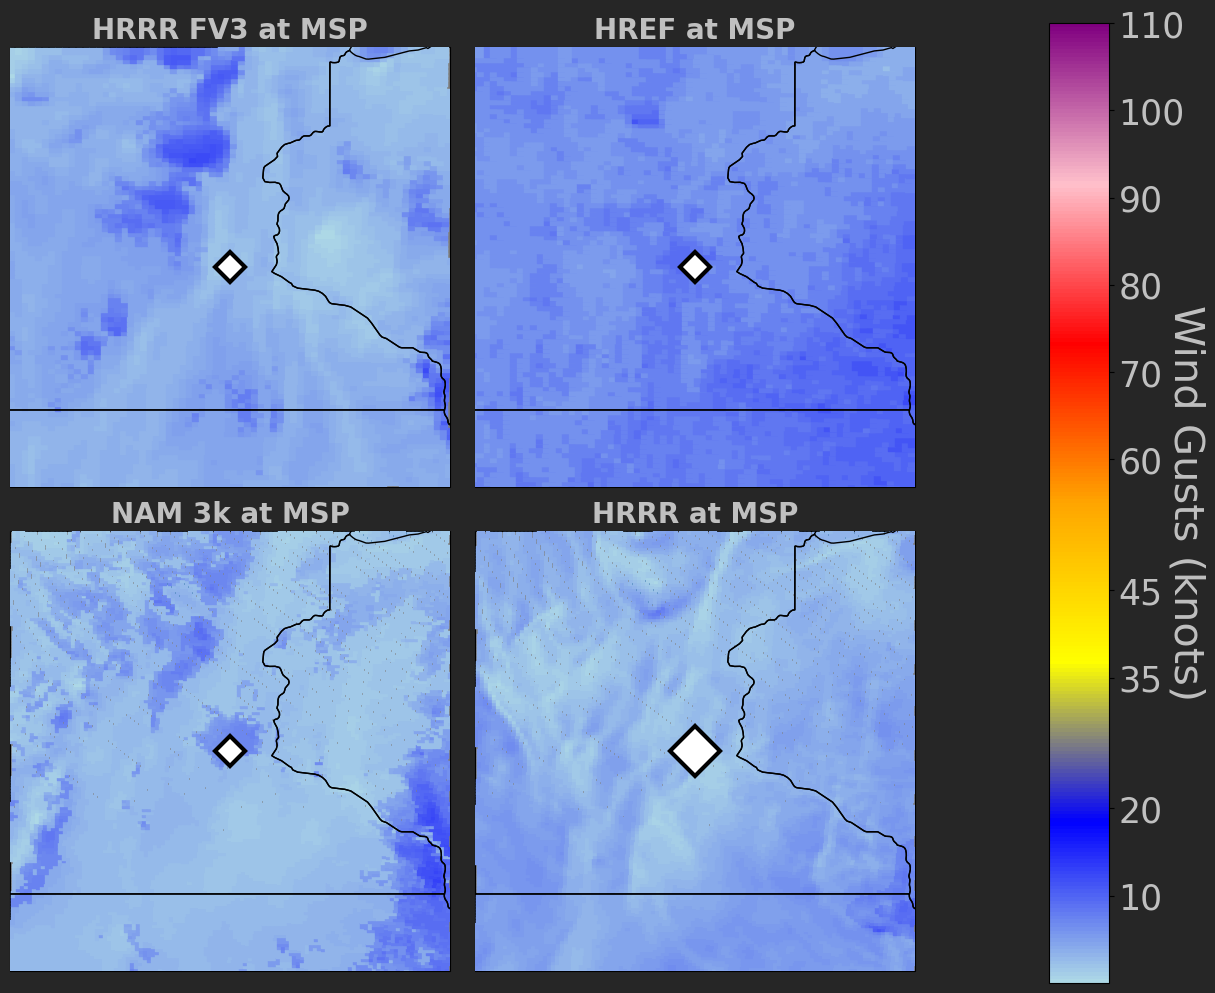 HRRR FV3 at MSP
HREF at MSP
NAM 3k at MSP
HRRR at MSP
110
100
90
80
70
60
45
35
20
10
Wind Gusts (knots)